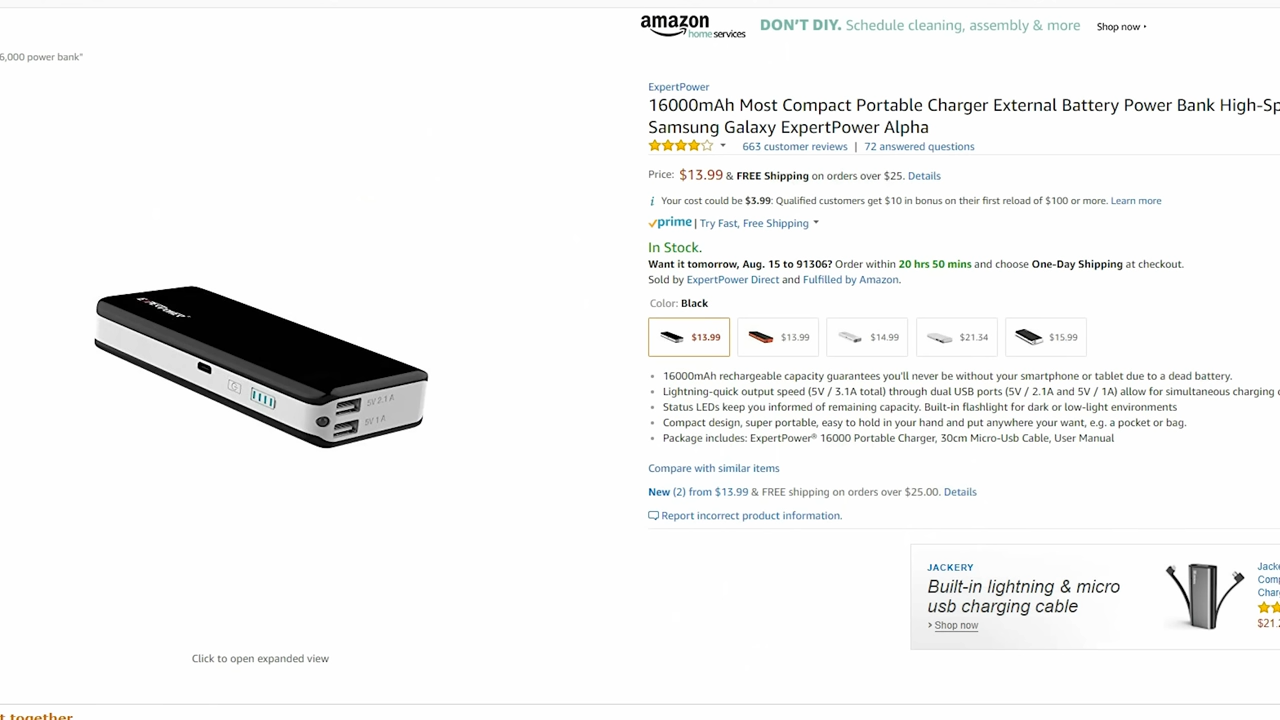 amazon
home services
DON'T DIY. Schedule cleaning, assembly & more
Shop now
6,000 power bank"
ExpertPower
16000mAh Most Compact Portable Charger External Battery Power Bank High-Sp
Samsung Galaxy ExpertPower Alpha
663 customer reviews | 72 answered questions
Price: $13.99 & FREE Shipping on orders over $25. Details
i Your cost could be $3.99: Qualified customers get $10 in bonus on their first reload of $100 or more. Learn more
prime | Try Fast, Free Shipping
In Stock.
Want it tomorrow, Aug. 15 to 91306? Order within 20 hrs 50 mins and choose One-Day Shipping at checkout.
Sold by ExpertPower Direct and Fulfilled by Amazon.
Color: Black
$13.99 $13.99 $14.99 $21.34 $15.99
16000mAh rechargeable capacity guarantees you'll never be without your smartphone or tablet due to a dead battery.
Lightning-quick output speed (5V / 3.1A total) through dual USB ports (5V / 2.1A and 5V / 1A) allow for simultaneous charging
Status LEDs keep you informed of remaining capacity. Built-in flashlight for dark or low-light environments
Compact design, super portable, easy to hold in your hand and put anywhere your want, e.g. a pocket or bag.
Package includes: ExpertPower® 16000 Portable Charger, 30cm Micro-Usb Cable, User Manual
Compare with similar items
New (2) from $13.99 & FREE shipping on orders over $25.00. Details
Report incorrect product information.
ExpertPower
5V 2.1 A
5V 1 A
Click to open expanded view
JACKERY
Built-in lightning & micro
usb charging cable
Shop now
Jacke
Comp
Charg
$21.2
t together